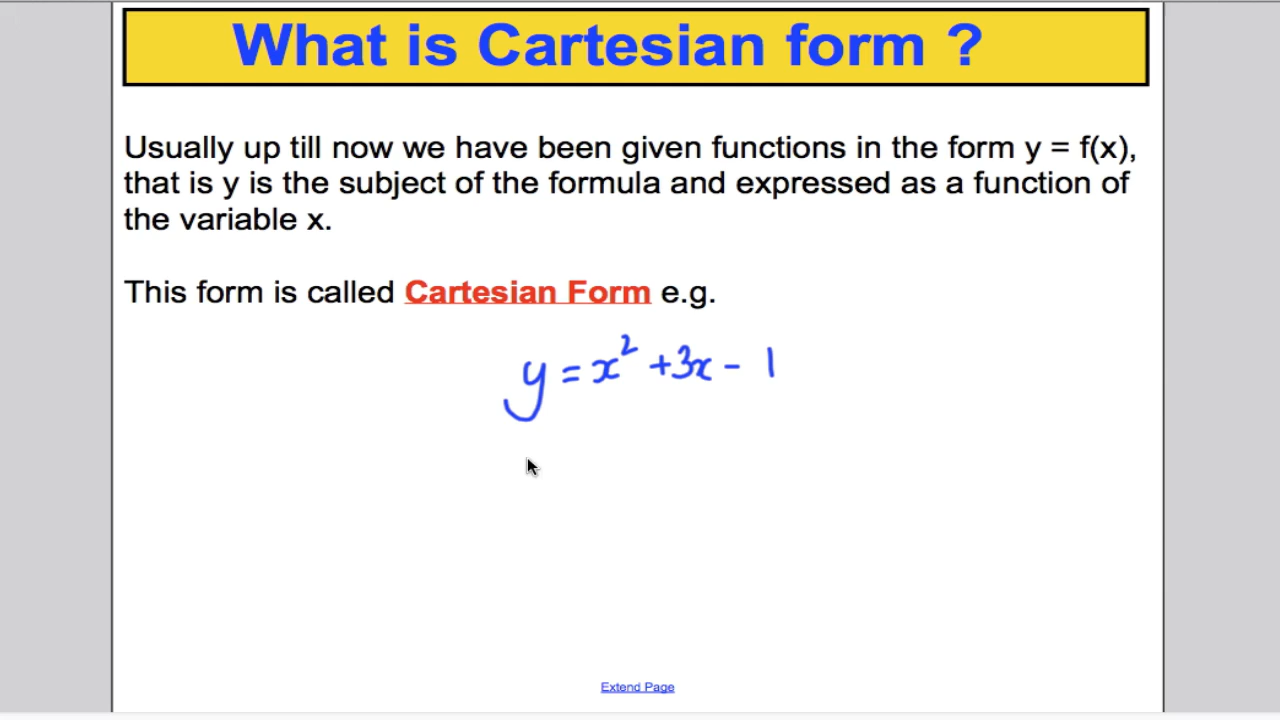 What is Cartesian form ?
Usually up till now we have been given functions in the form y = f(x),
that is y is the subject of the formula and expressed as a function of
the variable x.
This form is called Cartesian Form e.g.
y = x² + 3x - 1
Extend Page